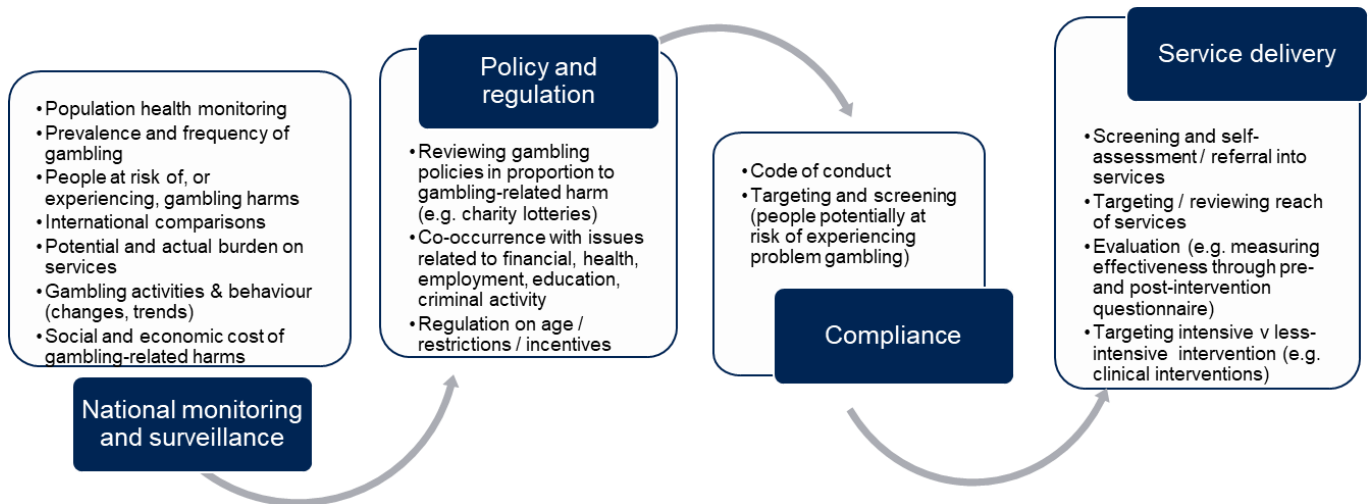 • Population health monitoring
• Prevalence and frequency of
gambling
• People at risk of, or
experiencing, gambling harms
• International comparisons
• Potential and actual burden on
services
• Gambling activities & behaviour
(changes, trends)
• Social and economic cost of
gambling-related harms
National monitoring
and surveillance
Policy and
regulation
• Reviewing gambling
policies in proportion to
gambling-related harm
(e.g. charity lotteries)
• Co-occurrence with issues
related to financial, health,
employment, education,
criminal activity
• Regulation on age /
restrictions / incentives
• Code of conduct
• Targeting and screening
(people potentially at
risk of experiencing
problem gambling)
Compliance
Service delivery
• Screening and self-
assessment / referral into
services
• Targeting / reviewing reach
of services
• Evaluation (e.g. measuring
effectiveness through pre-
and post-intervention
questionnaire)
• Targeting intensive v less-
intensive intervention (e.g.
clinical interventions)